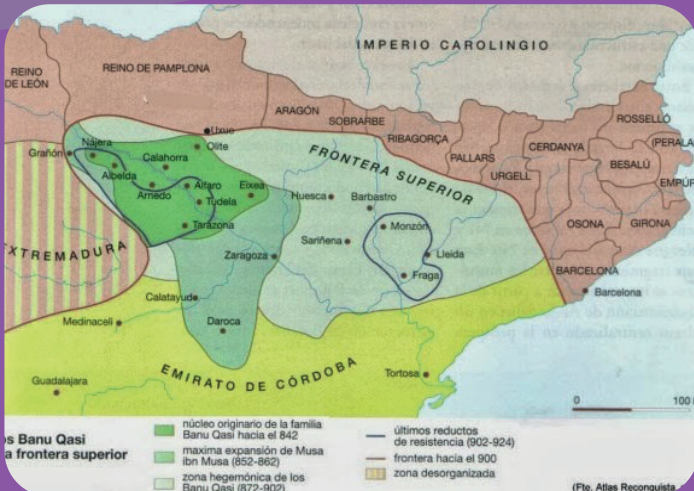 IMPERIO CAROLINGIO
REINO
DE LEÓN
REINO DE PAMPLONA
ARAGÓN
SOBRARBE
RIBAGORÇA
PALLARS
URGELL
CERDANYA
ROSSELLÓ
(PERALA
BESALÚ
EMPÚR
OSONA
GIRONA
BARCELONA
Barcelona
Uxue
Olite
Nájera
Grañón
Albelda
Calahorra
Arnedo
Alfaro
Eixea
Tudela
Tarazona
FRONTERA SUPERIOR
Huesca
Barbastro
Monzón
Sariñena
Lleida
Fraga
Zaragoza
EXTREMADURA
Calatayud
Medinaceli
Daroca
EMIRATO DE CÓRDOBA
Tortosa
Guadalajara
0 100
os Banu Qasi
a frontera superior
núcleo originario de la familia
Banu Qasi hacia el 842
maxima expansión de Musa
ibn Musa (852-862)
zona hegemónica de los
Banu Qasi (872-902)
últimos reductos
de resistencia (902-924)
frontera hacia el 900
zona desorganizada
(Fte. Atlas Reconquista